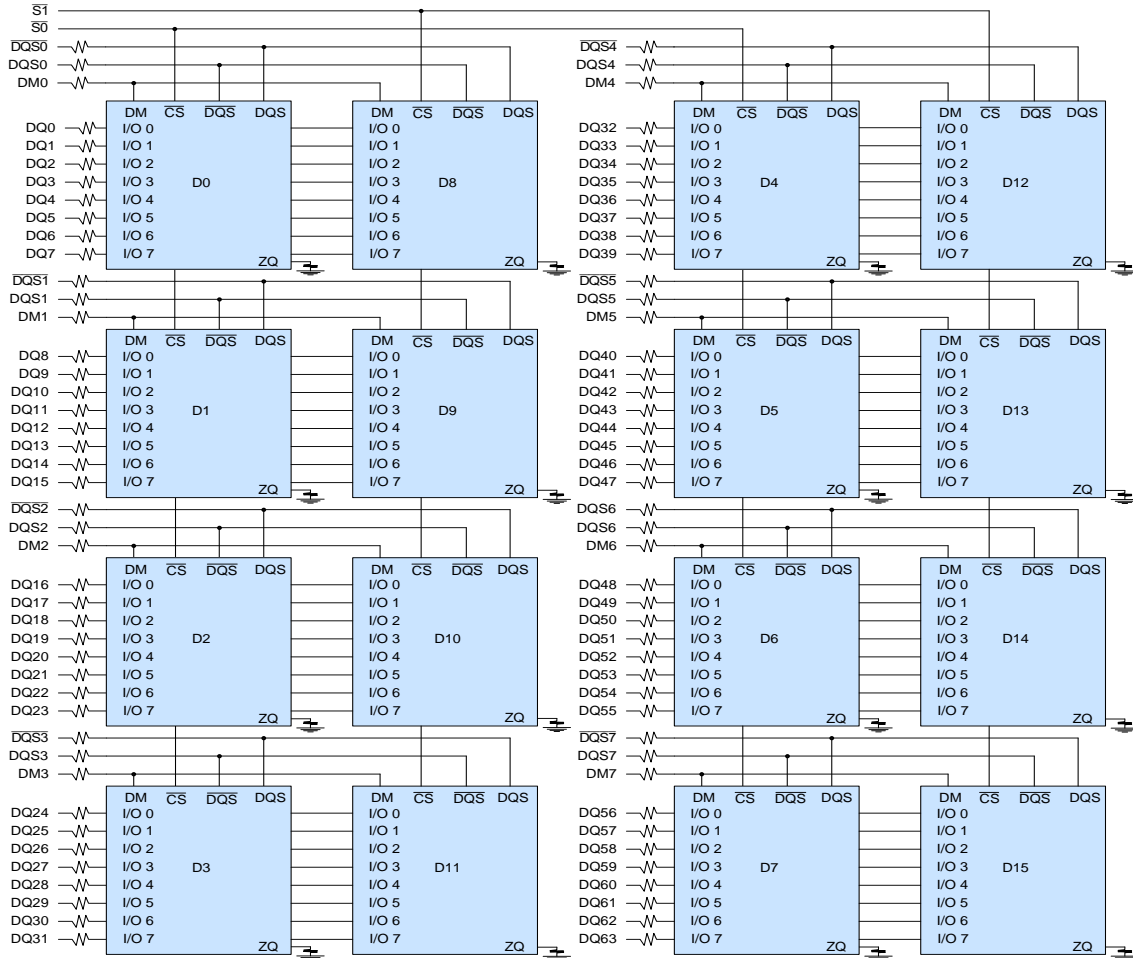 S1
S0
DQS0 DQS4
DQS0 DQS4
DM0 DM4
DM CS DQS DQS DM CS DQS DQS DM CS DQS DQS DM CS DQS DQS
DQ0 I/O 0 I/O 0 DQ32 I/O 0 I/O 0
DQ1 I/O 1 I/O 1 DQ33 I/O 1 I/O 1
DQ2 I/O 2 I/O 2 DQ34 I/O 2 I/O 2
DQ3 I/O 3 D0 I/O 3 D8 DQ35 I/O 3 D4 I/O 3 D12
DQ4 I/O 4 I/O 4 DQ36 I/O 4 I/O 4
DQ5 I/O 5 I/O 5 DQ37 I/O 5 I/O 5
DQ6 I/O 6 I/O 6 DQ38 I/O 6 I/O 6
DQ7 I/O 7 I/O 7 DQ39 I/O 7 I/O 7
ZQ ZQ ZQ ZQ
DQS1 DQS5
DQS1 DQS5
DM1 DM5
DM CS DQS DQS DM CS DQS DQS DM CS DQS DQS DM CS DQS DQS
DQ8 I/O 0 I/O 0 DQ40 I/O 0 I/O 0
DQ9 I/O 1 I/O 1 DQ41 I/O 1 I/O 1
DQ10 I/O 2 I/O 2 DQ42 I/O 2 I/O 2
DQ11 I/O 3 D1 I/O 3 D9 DQ43 I/O 3 D5 I/O 3 D13
DQ12 I/O 4 I/O 4 DQ44 I/O 4 I/O 4
DQ13 I/O 5 I/O 5 DQ45 I/O 5 I/O 5
DQ14 I/O 6 I/O 6 DQ46 I/O 6 I/O 6
DQ15 I/O 7 I/O 7 DQ47 I/O 7 I/O 7
ZQ ZQ ZQ ZQ
DQS2 DQS6
DQS2 DQS6
DM2 DM6
DM CS DQS DQS DM CS DQS DQS DM CS DQS DQS DM CS DQS DQS
DQ16 I/O 0 I/O 0 DQ48 I/O 0 I/O 0
DQ17 I/O 1 I/O 1 DQ49 I/O 1 I/O 1
DQ18 I/O 2 I/O 2 DQ50 I/O 2 I/O 2
DQ19 I/O 3 D2 I/O 3 D10 DQ51 I/O 3 D6 I/O 3 D14
DQ20 I/O 4 I/O 4 DQ52 I/O 4 I/O 4
DQ21 I/O 5 I/O 5 DQ53 I/O 5 I/O 5
DQ22 I/O 6 I/O 6 DQ54 I/O 6 I/O 6
DQ23 I/O 7 I/O 7 DQ55 I/O 7 I/O 7
ZQ ZQ ZQ ZQ
DQS3 DQS7
DQS3 DQS7
DM3 DM7
DM CS DQS DQS DM CS DQS DQS DM CS DQS DQS DM CS DQS DQS
DQ24 I/O 0 I/O 0 DQ56 I/O 0 I/O 0
DQ25 I/O 1 I/O 1 DQ57 I/O 1 I/O 1
DQ26 I/O 2 I/O 2 DQ58 I/O 2 I/O 2
DQ27 I/O 3 D3 I/O 3 D11 DQ59 I/O 3 D7 I/O 3 D15
DQ28 I/O 4 I/O 4 DQ60 I/O 4 I/O 4
DQ29 I/O 5 I/O 5 DQ61 I/O 5 I/O 5
DQ30 I/O 6 I/O 6 DQ62 I/O 6 I/O 6
DQ31 I/O 7 I/O 7 DQ63 I/O 7 I/O 7
ZQ ZQ ZQ ZQ